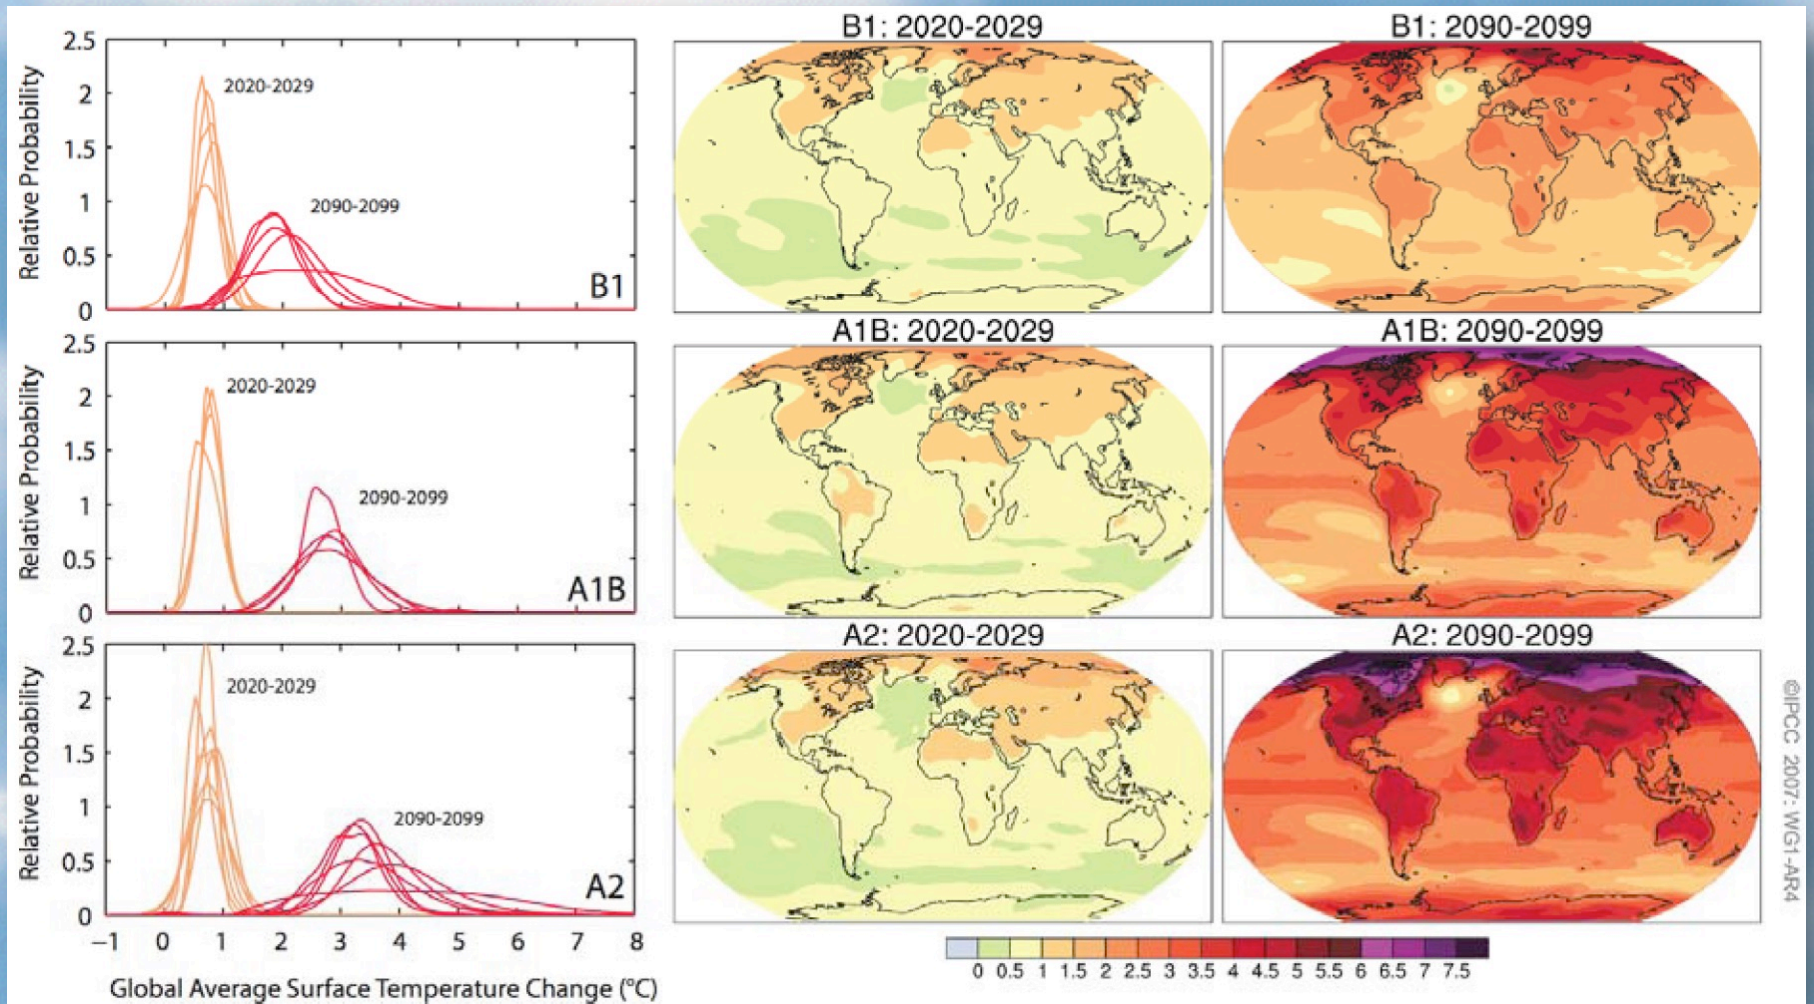 B1: 2020-2029
B1: 2090-2099
2.5
2
1.5
1
0.5
0
Relative Probability
2020-2029
2090-2099
B1
A1B: 2020-2029
A1B: 2090-2099
2.5
2
1.5
1
0.5
0
Relative Probability
2020-2029
2090-2099
A1B
A2: 2020-2029
A2: 2090-2099
2.5
2
1.5
1
0.5
0
Relative Probability
2020-2029
2090-2099
A2
−1 0 1 2 3 4 5 6 7 8
Global Average Surface Temperature Change (°C)
0 0.5 1 1.5 2 2.5 3 3.5 4 4.5 5 5.5 6 6.5 7 7.5
©IPCC 2007: WG1-AR4